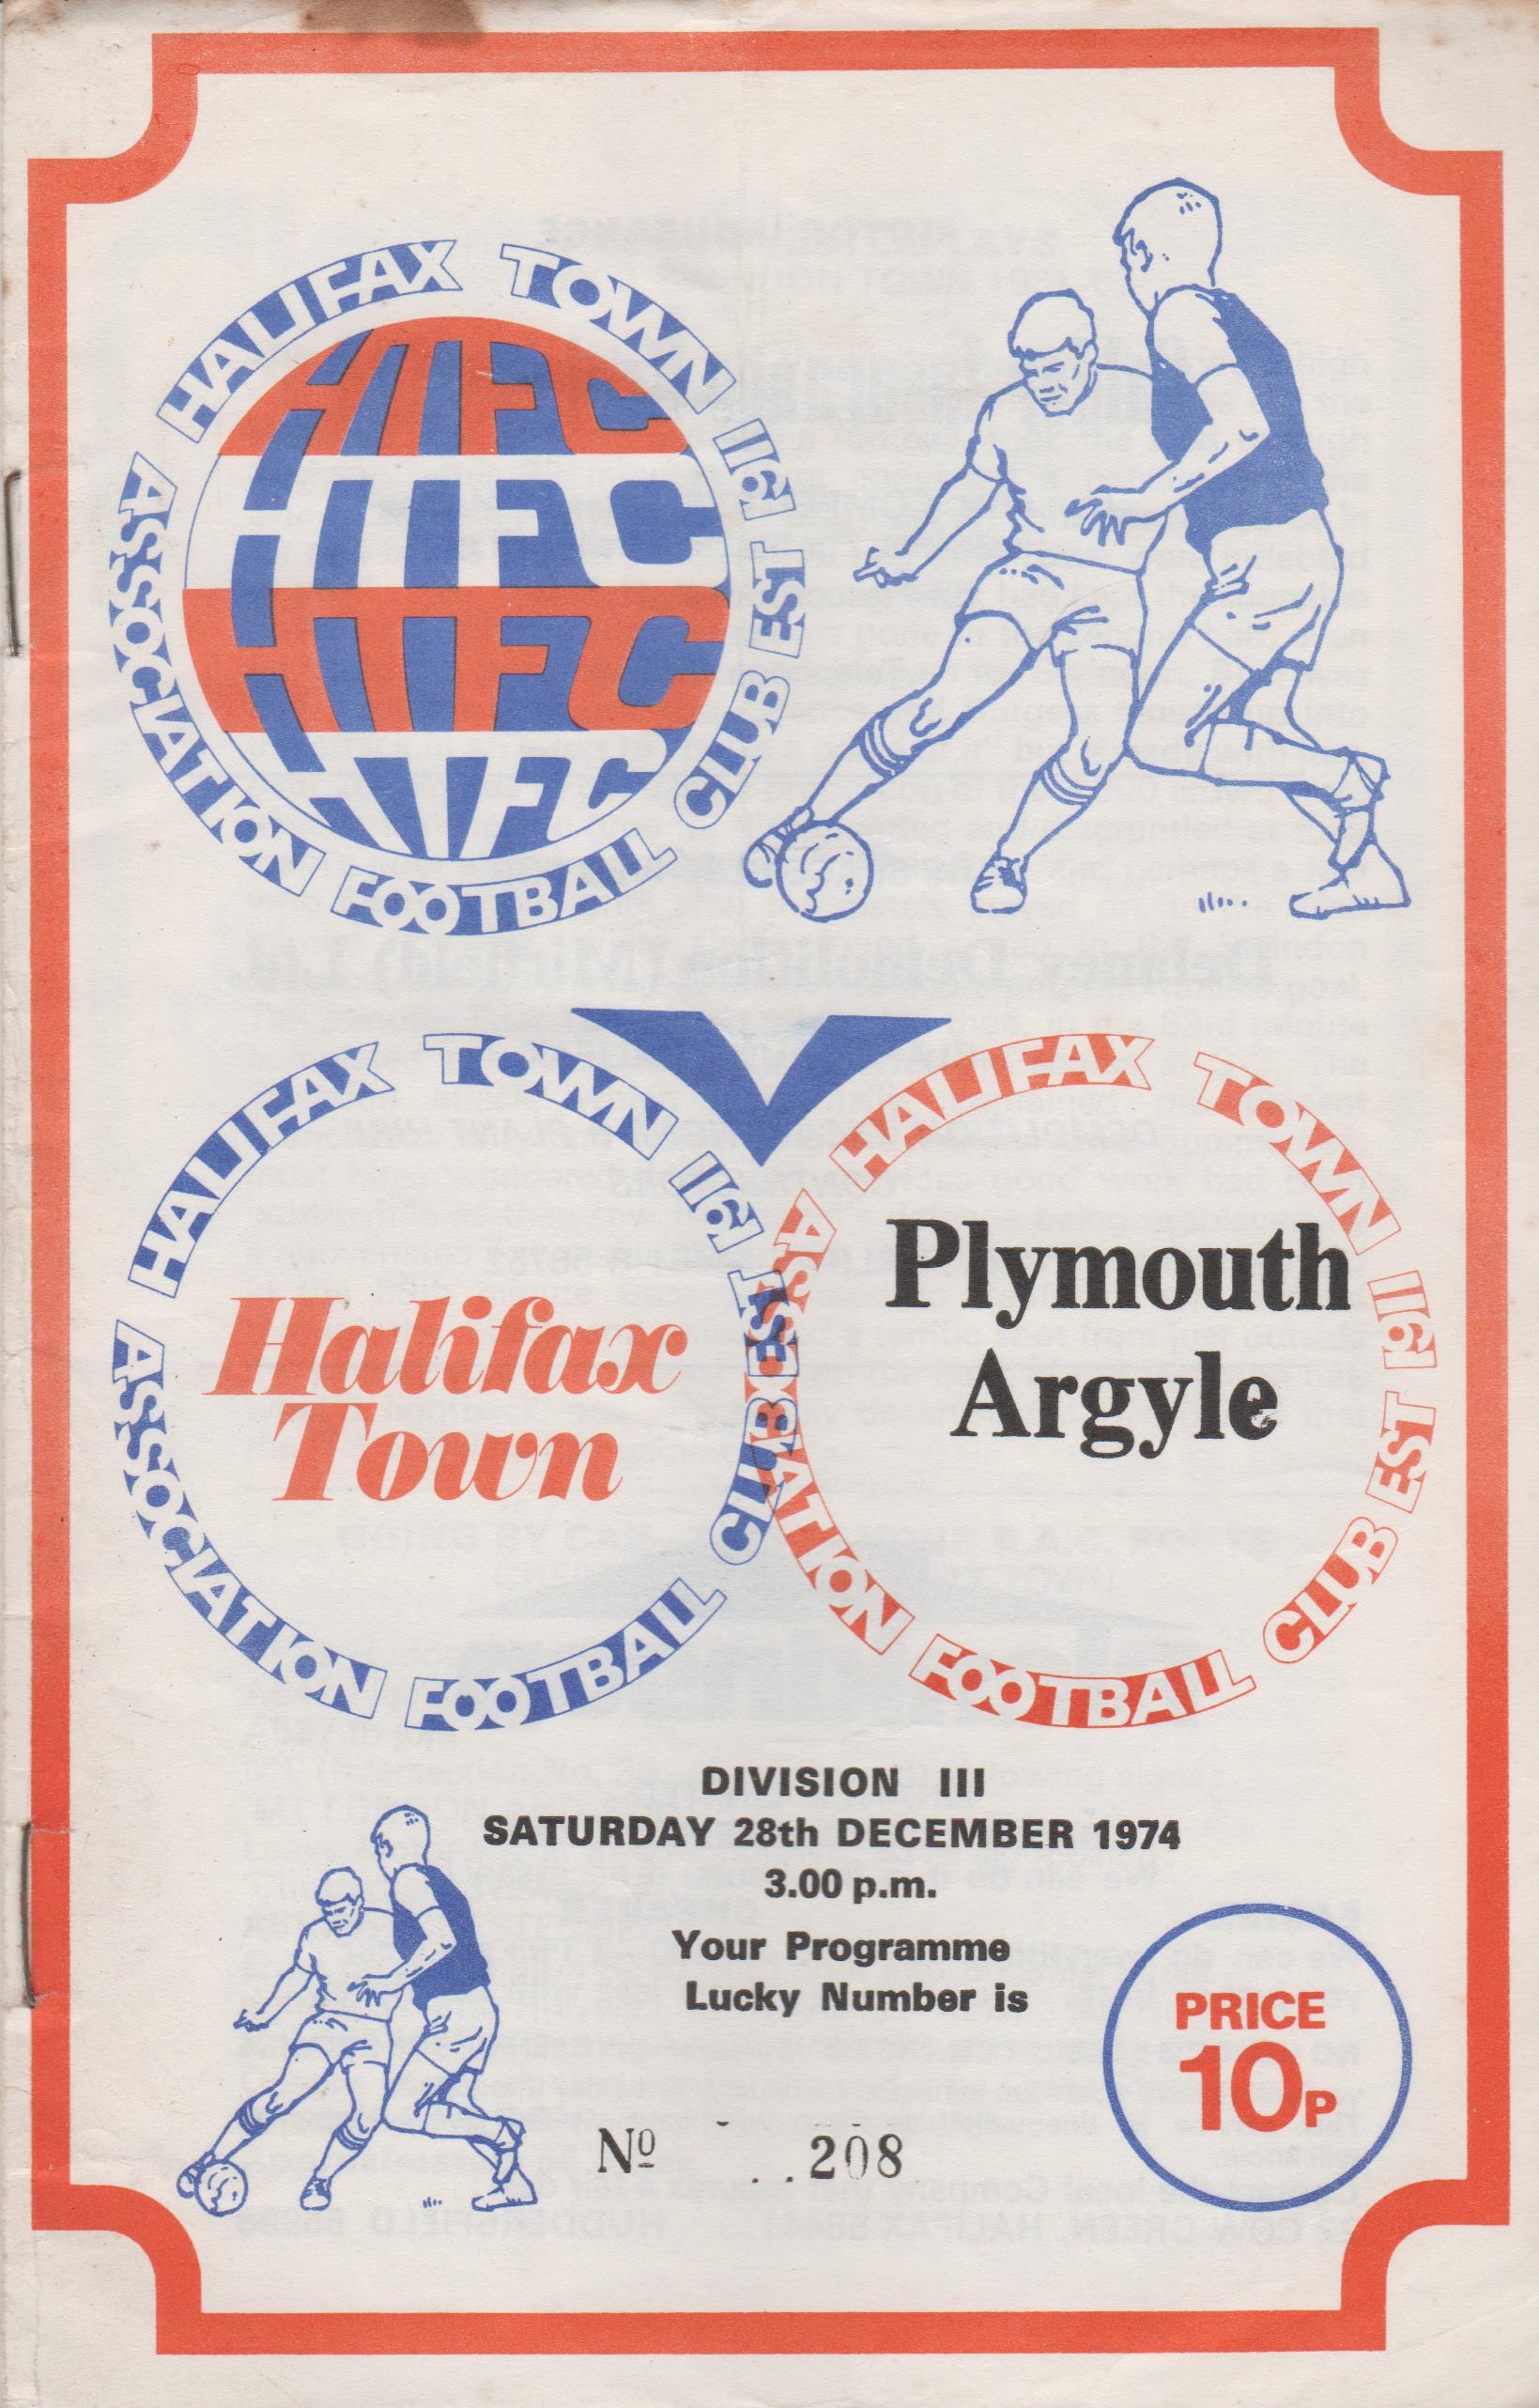 HALIFAX TOWN
ASSOCIATION FOOTBALL CLUB EST 1911
HTFC
HTFC
HTFC
HTFC
HALIFAX TOWN
ASSOCIATION FOOTBALL CLUB EST 1911
Halifax
Town
V
HALIFAX TOWN
ASSOCIATION FOOTBALL CLUB EST 1911
Plymouth
Argyle
DIVISION III
SATURDAY 28th DECEMBER 1974
3.00 p.m.
Your Programme
Lucky Number is
Nº 208
PRICE
10P